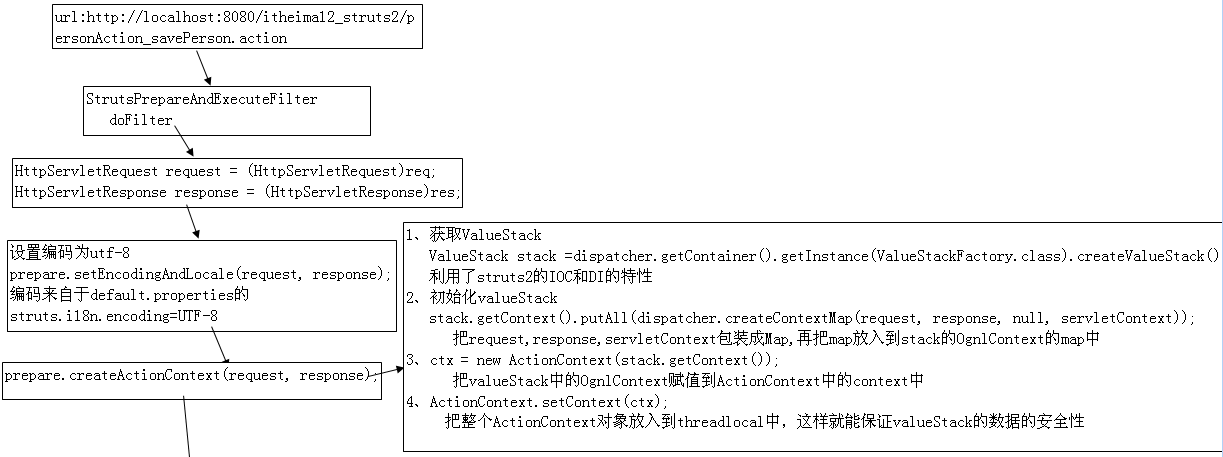 url:http://localhost:8080/itheima12_struts2/p
ersonAction_savePerson.action
StrutsPrepareAndExecuteFilter
doFilter
HttpServletRequest request = (HttpServletRequest)req;
HttpServletResponse response = (HttpServletResponse)res;
设置编码为utf-8
prepare.setEncodingAndLocale(request, response);
编码来自于default.properties的
struts.i18n.encoding=UTF-8
prepare.createActionContext(request, response);
1、获取ValueStack
ValueStack stack =dispatcher.getContainer().getInstance(ValueStackFactory.class).createValueStack()
利用了struts2的IOC和DI的特性
2、初始化valueStack
stack.getContext().putAll(dispatcher.createContextMap(request, response, null, servletContext));
把request,response,servletContext包装成Map,再把map放入到stack的OgnlContext的map中
3、ctx = new ActionContext(stack.getContext());
把valueStack中的OgnlContext赋值到ActionContext中的context中
4、ActionContext.setContext(ctx);
把整个ActionContext对象放入到threadlocal中，这样就能保证valueStack的数据的安全性